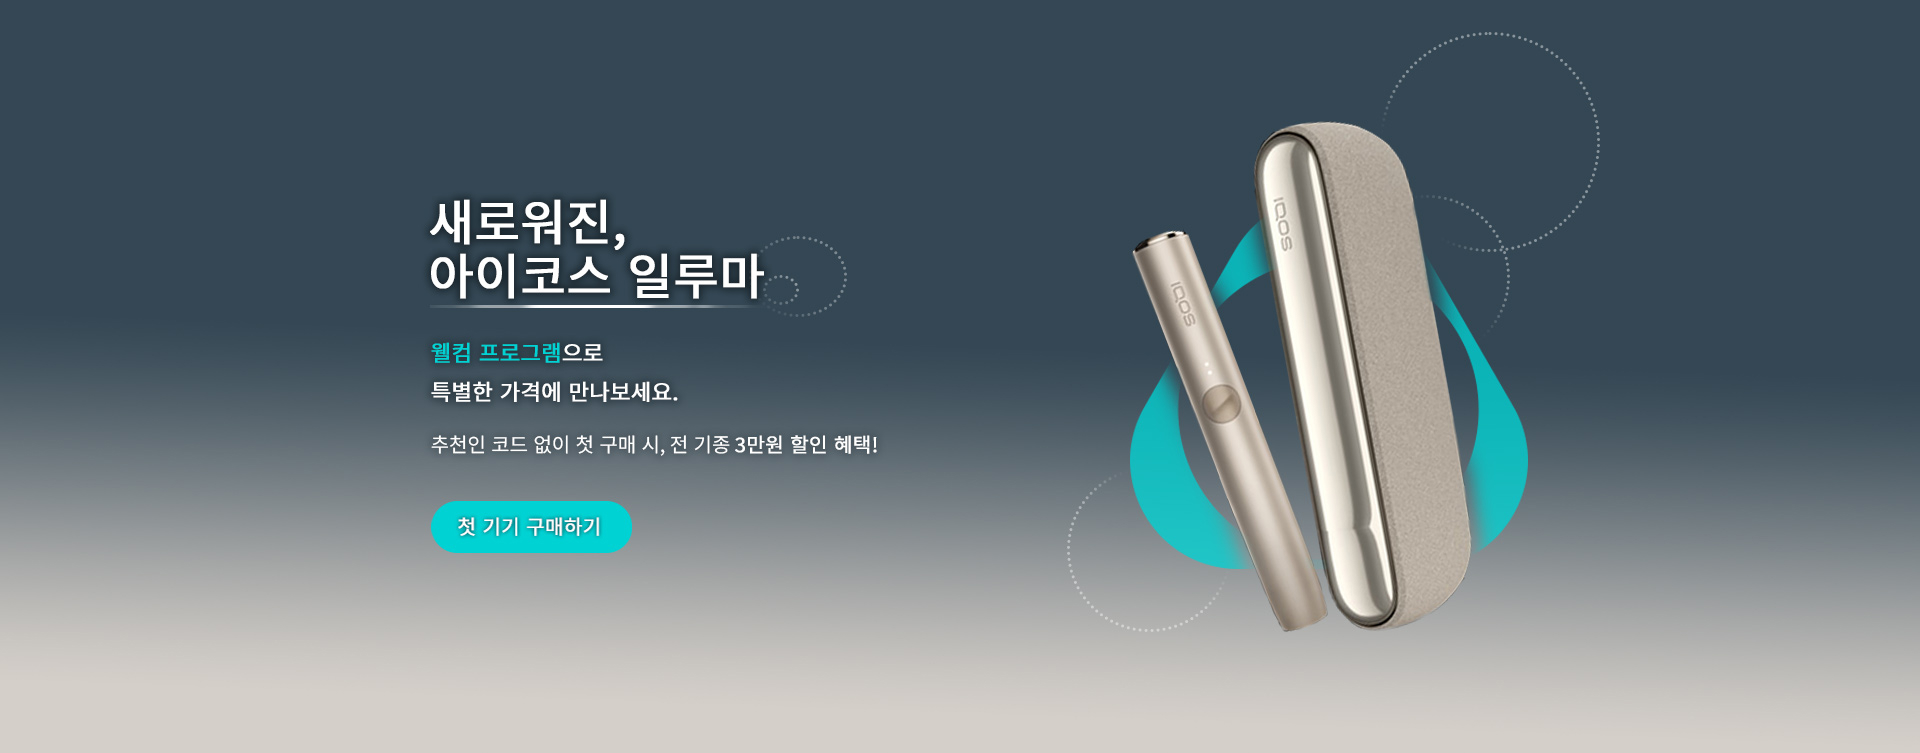 새로워진,
아이코스 일루마
웰컴 프로그램으로
특별한 가격에 만나보세요.
추천인 코드 없이 첫 구매 시, 전 기종 3만원 할인 혜택!
첫 기기 구매하기
IQOS
IQOS